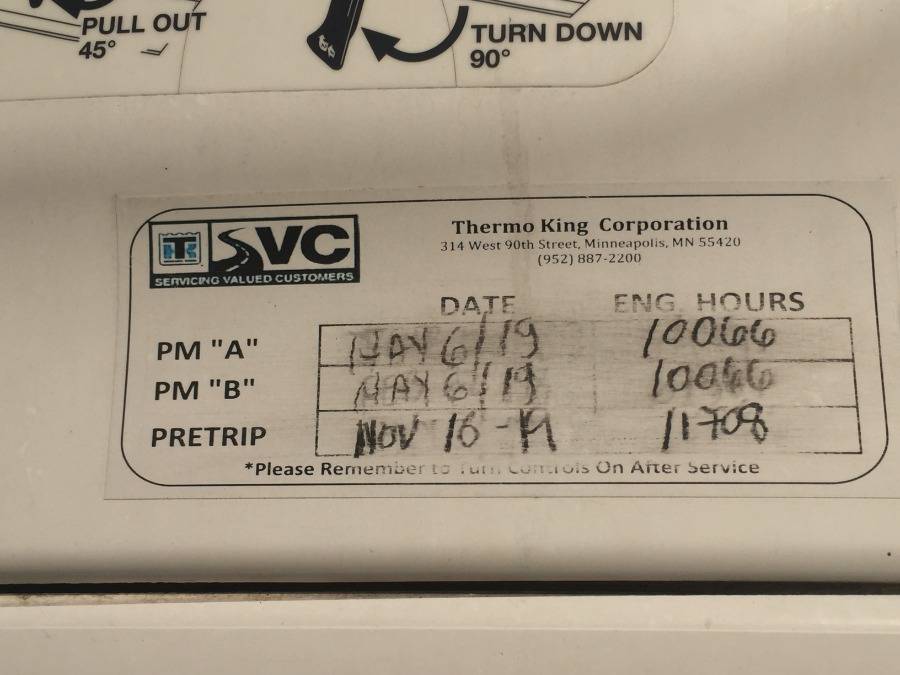 PULL OUT
45°
TURN DOWN
90°
TK SVC
SERVICING VALUED CUSTOMERS
Thermo King Corporation
314 West 90th Street, Minneapolis, MN 55420
(952) 887-2200
DATE ENG. HOURS
PM "A" MAY 6/19 10066
PM "B" MAY 6/19 10066
PRETRIP NOV 16-19 11708
*Please Remember to Turn Controls On After Service